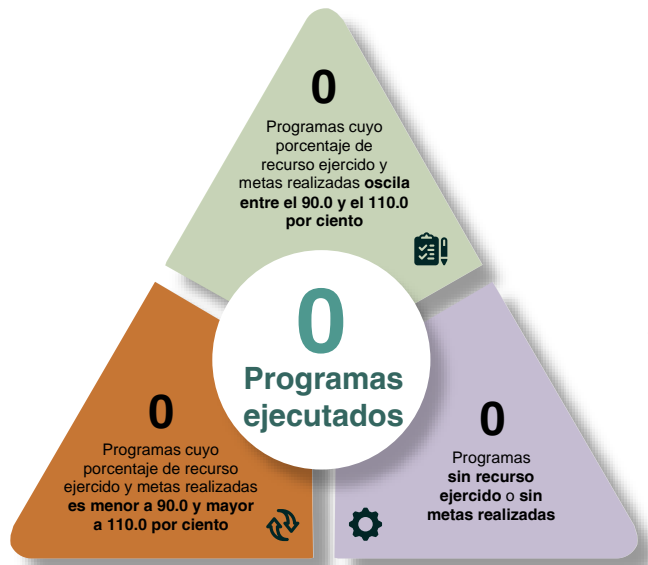 0
Programas cuyo
porcentaje de
recurso ejercido y
metas realizadas oscila
entre el 90.0 y el 110.0
por ciento
0
Programas
ejecutados
0
Programas cuyo
porcentaje de recurso
ejercido y metas realizadas
es menor a 90.0 y mayor
a 110.0 por ciento
0
Programas
sin recurso
ejercido o sin
metas realizadas